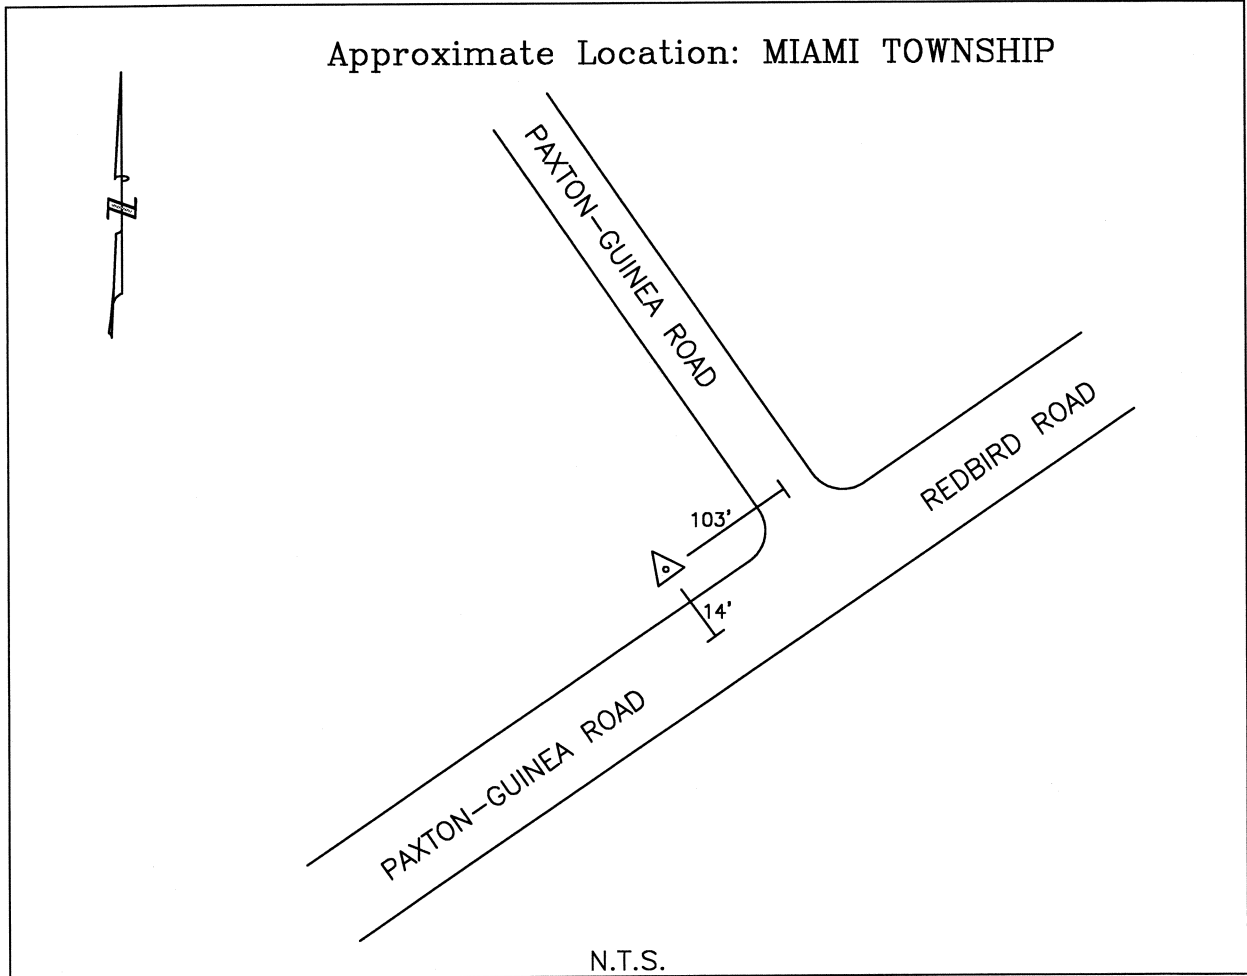 Approximate Location: MIAMI TOWNSHIP
N
PAXTON-GUINEA ROAD
REDBIRD ROAD
103'
14'
PAXTON-GUINEA ROAD
N.T.S.